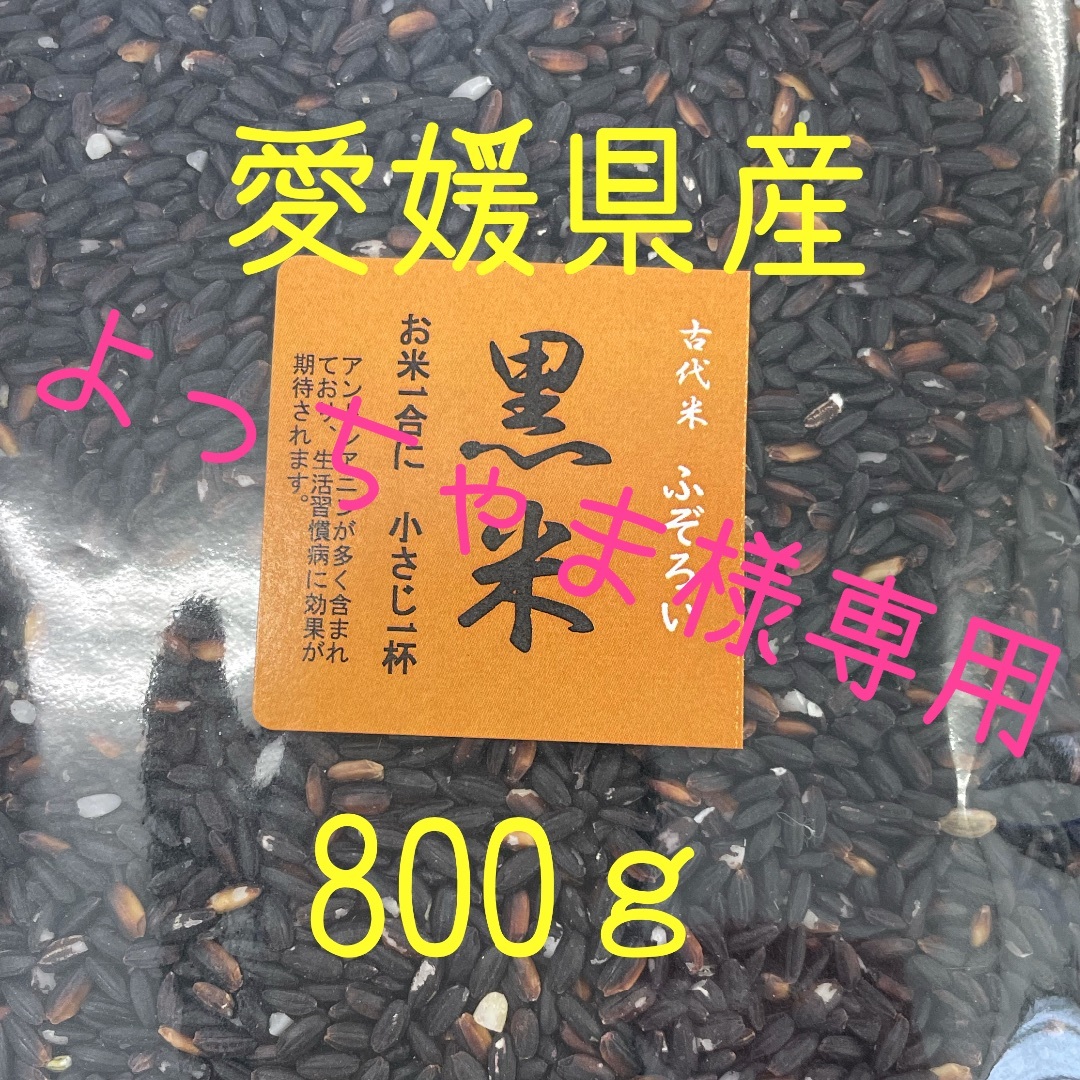 愛媛県産
古代米 ふぞろい
黒米
お米一合に 小さじ一杯
アントシアニンが多く含まれ
ており、生活習慣病に効果が
期待されます。
よっちゃま様専用
800g